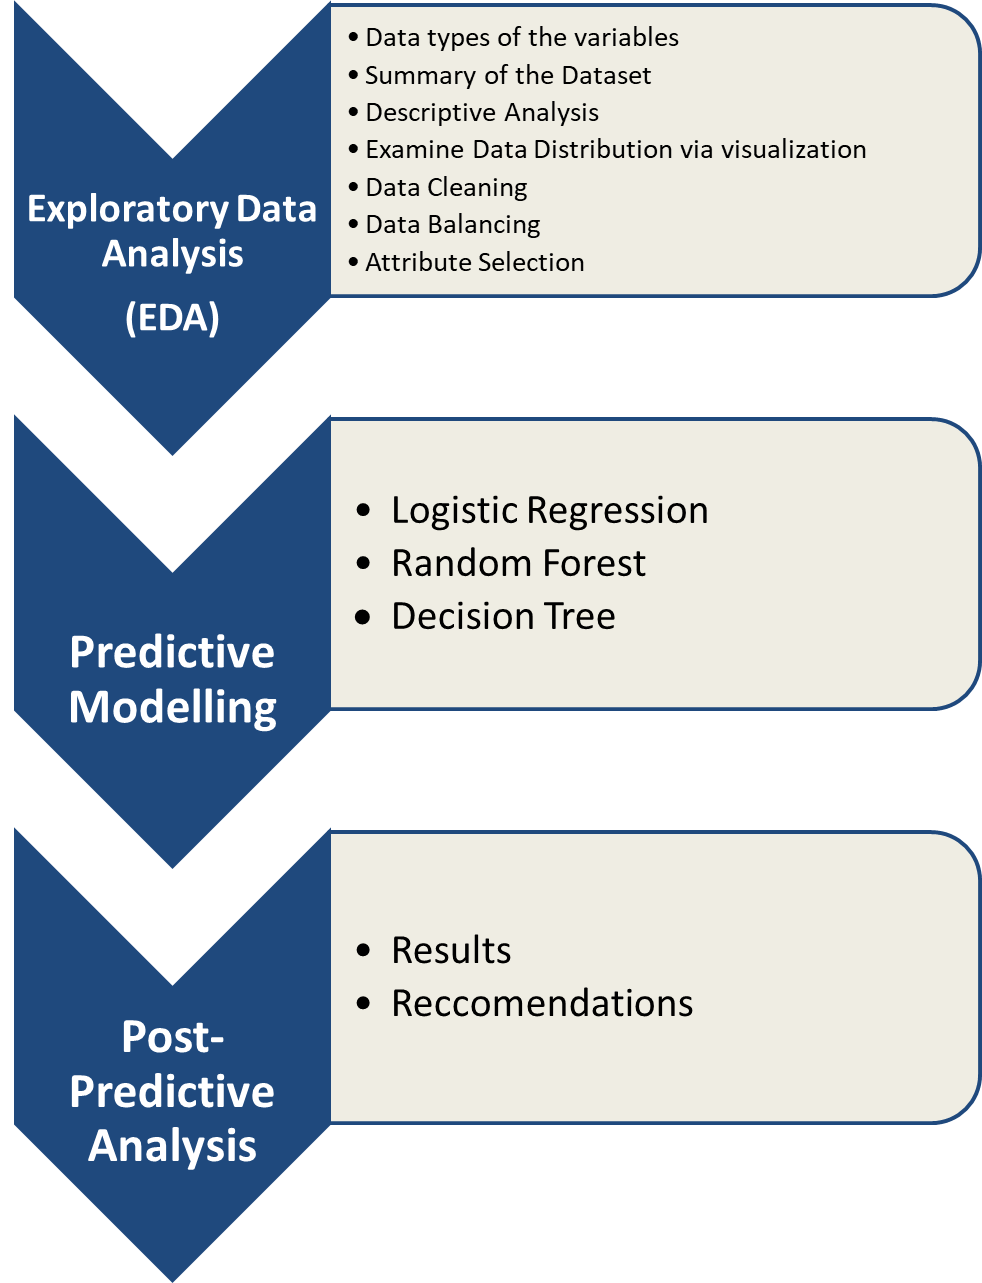 Exploratory Data
Analysis
(EDA)
• Data types of the variables
• Summary of the Dataset
• Descriptive Analysis
• Examine Data Distribution via visualization
• Data Cleaning
• Data Balancing
• Attribute Selection
Predictive
Modelling
• Logistic Regression
• Random Forest
• Decision Tree
Post-
Predictive
Analysis
• Results
• Reccomendations